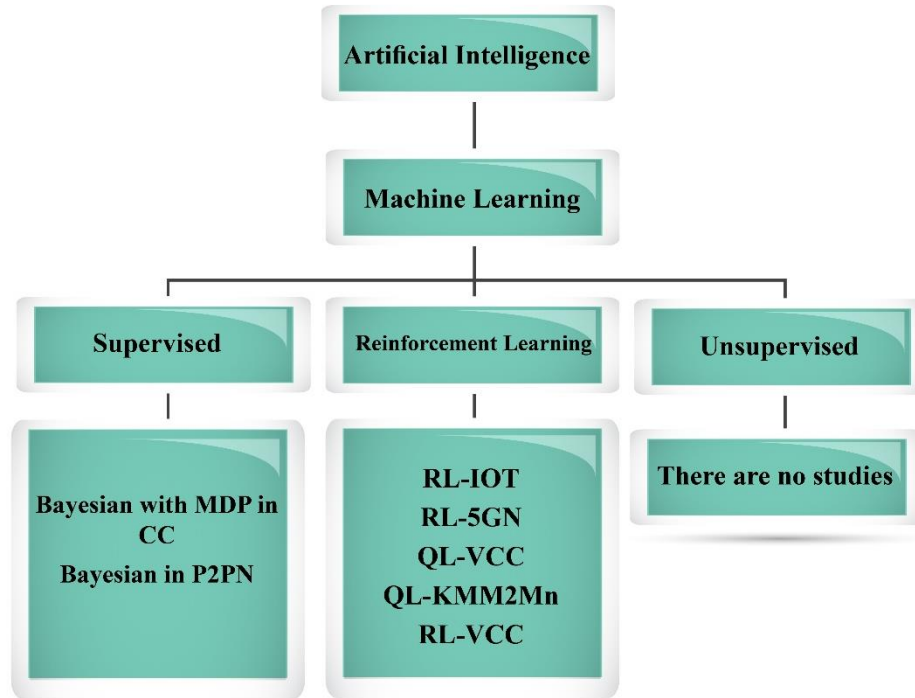 Artificial Intelligence
Machine Learning
Supervised
Reinforcement Learning
Unsupervised
Bayesian with MDP in
CC
Bayesian in P2PN
RL-IOT
RL-5GN
QL-VCC
QL-KMM2Mn
RL-VCC
There are no studies